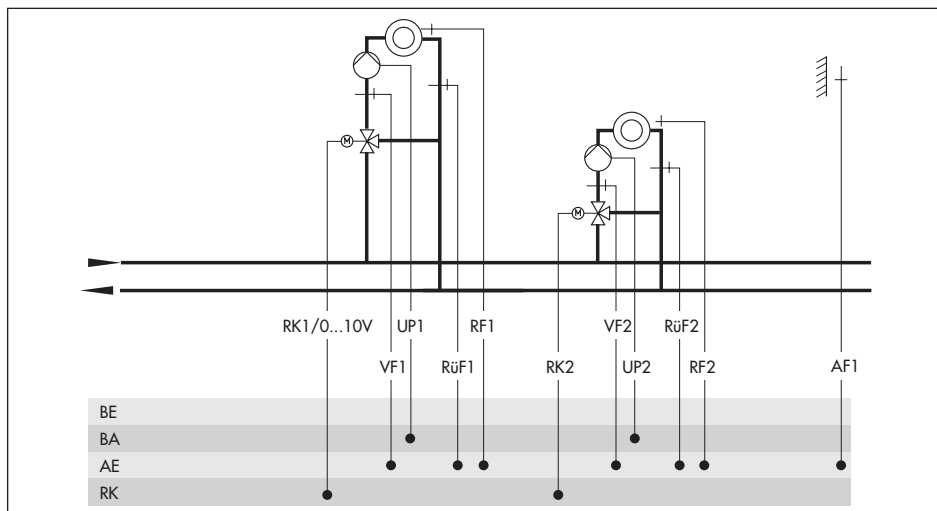 M
M
RK1/0...10V UP1 RF1 VF2 RüF2
VF1 RüF1 RK2 UP2 RF2 AF1
BE
BA
AE
RK